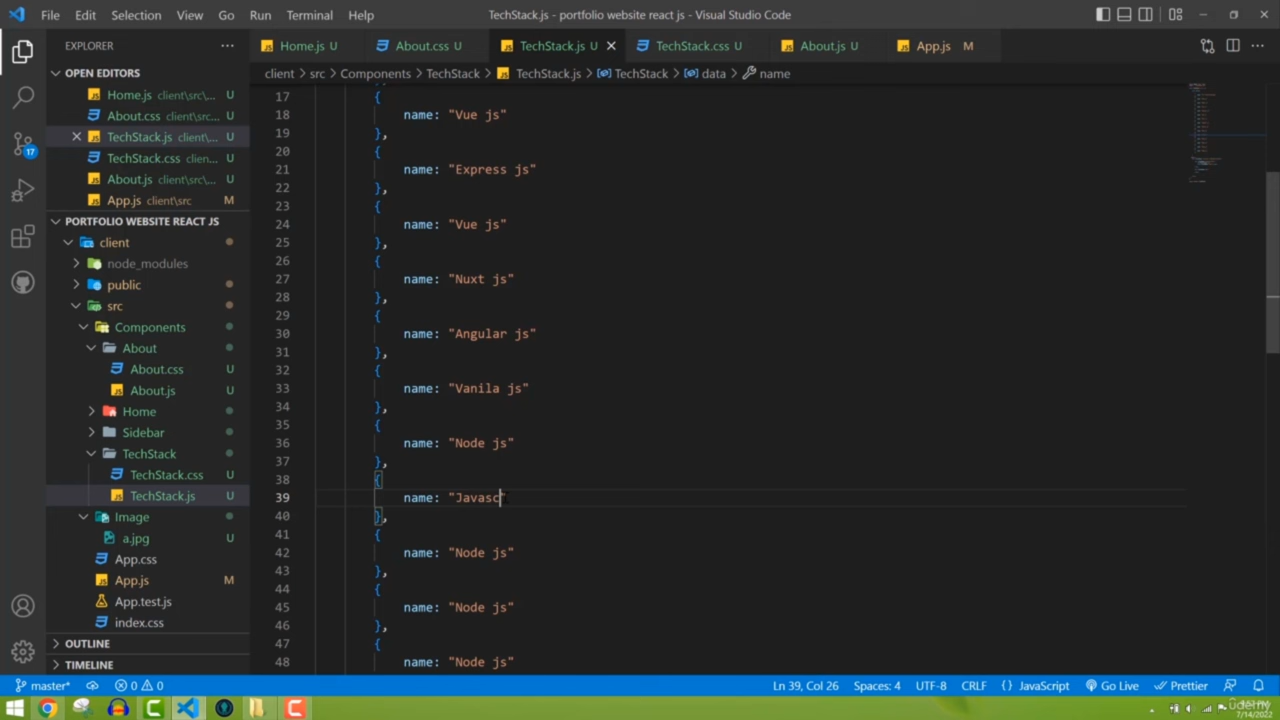 File Edit Selection View Go Run Terminal Help TechStack.js - portfolio website react js - Visual Studio Code
EXPLORER
Home.js U About.css U TechStack.js U TechStack.css U About.js U App.js M
client > src > Components > TechStack > TechStack.js > TechStack > data > name
OPEN EDITORS
Home.js client\src\... U
About.css client\src... U
TechStack.js client\... U
TechStack.css clien... U
About.js client\src\... U
App.js client\src M
PORTFOLIO WEBSITE REACT JS
client
node_modules
public
src
Components
About
About.css U
About.js U
Home
Sidebar
TechStack
TechStack.css U
TechStack.js U
Image
a.jpg U
App.css
App.js M
App.test.js
index.css
OUTLINE
TIMELINE
17
17 {
18 name: "Vue js"
19 },
20 {
21 name: "Express js"
22 },
23 {
24 name: "Vue js"
25 },
26 {
27 name: "Nuxt js"
28 },
29 {
30 name: "Angular js"
31 },
32 {
33 name: "Vanila js"
34 },
35 {
36 name: "Node js"
37 },
38 {
39 name: "Javasc"
40 },
41 {
42 name: "Node js"
43 },
44 {
45 name: "Node js"
46 },
47 {
48 name: "Node js"
master* 0 0 Ln 39, Col 26 Spaces: 4 UTF-8 CRLF {} JavaScript Go Live Prettier
udemy
7/14/2022